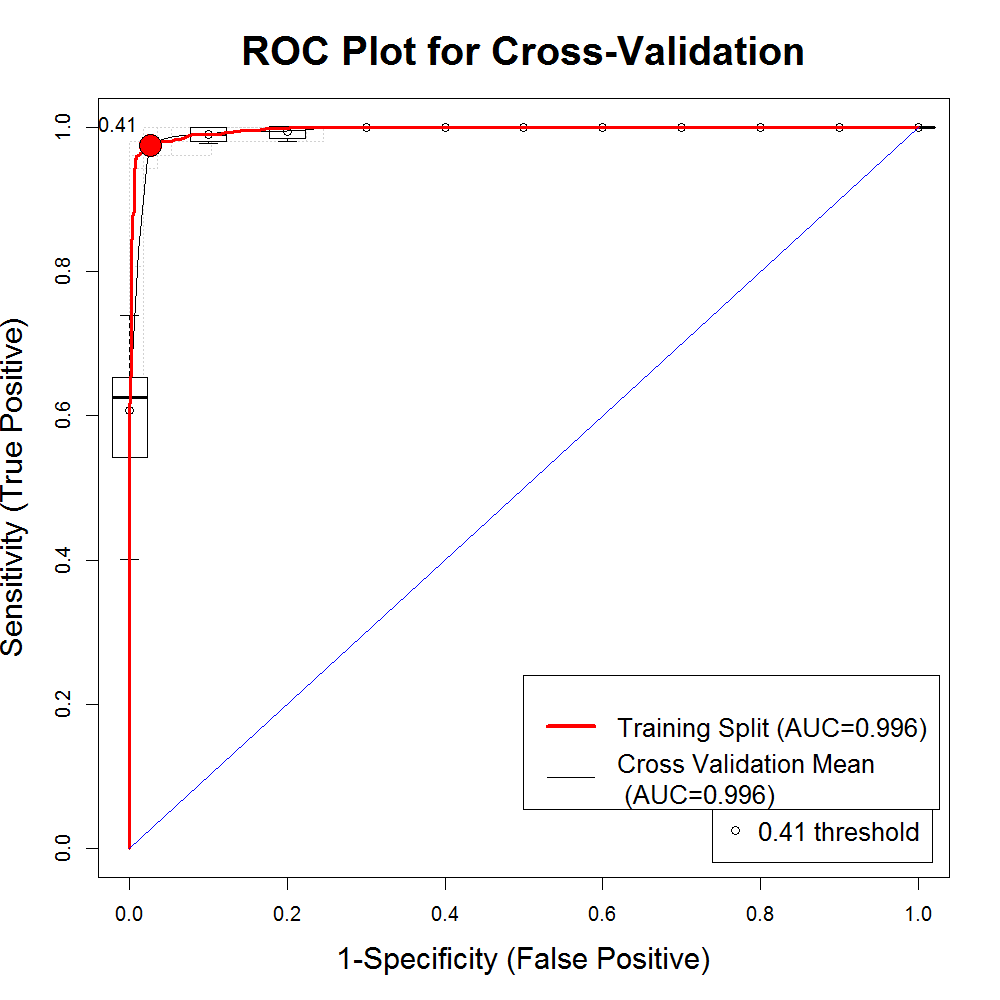 ROC Plot for Cross-Validation
Sensitivity (True Positive)
1.0
0.8
0.6
0.4
0.2
0.0
0.41
Training Split (AUC=0.996)
Cross Validation Mean
(AUC=0.996)
0.41 threshold
0.0 0.2 0.4 0.6 0.8 1.0
1-Specificity (False Positive)